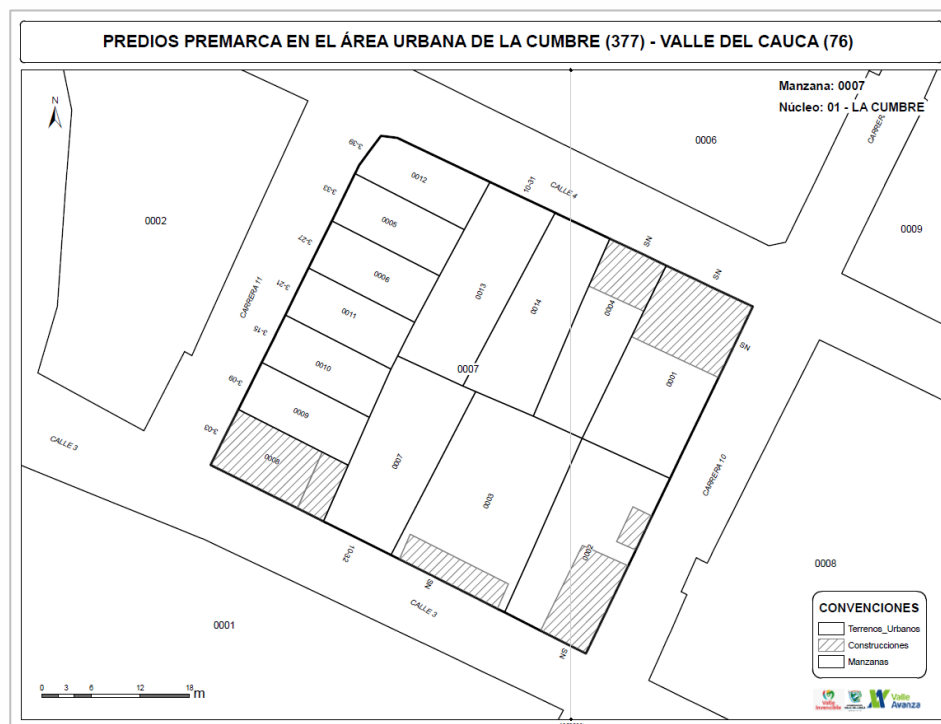 PREDIOS PREMARCA EN EL ÁREA URBANA DE LA CUMBRE (377) - VALLE DEL CAUCA (76)
Manzana: 0007
Núcleo: 01 - LA CUMBRE
N
0006
CARRER
0009
0002
3-39
0012
10-31
CALLE 4
SN
SN
3-33
0005
3-27
0006
0013
0014
0004
SN
3-21
0011
CARRERA 11
3-15
0010
0007
0001
3-09
0009
3-03
0008
0007
0003
CARRERA 10
CALLE 3
10-32
0002
SN
CALLE 3
SN
0008
0001
CONVENCIONES
Terrenos_Urbanos
Construcciones
Manzanas
0 3 6 12 18 m
Valle Invencible
Valle Avanza